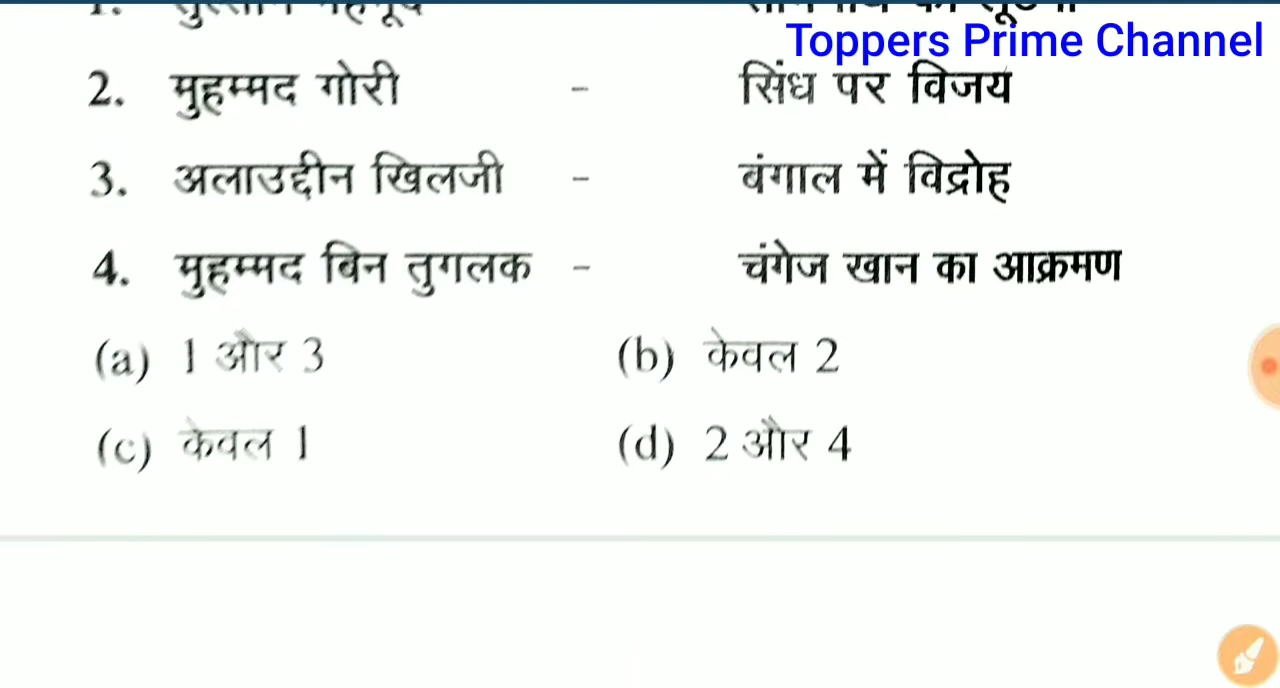 Toppers Prime Channel
2. मुहम्मद गोरी - सिंध पर विजय
3. अलाउद्दीन खिलजी - बंगाल में विद्रोह
4. मुहम्मद बिन तुगलक - चंगेज खान का आक्रमण
(a) 1 और 3 (b) केवल 2
(c) केवल 1 (d) 2 और 4